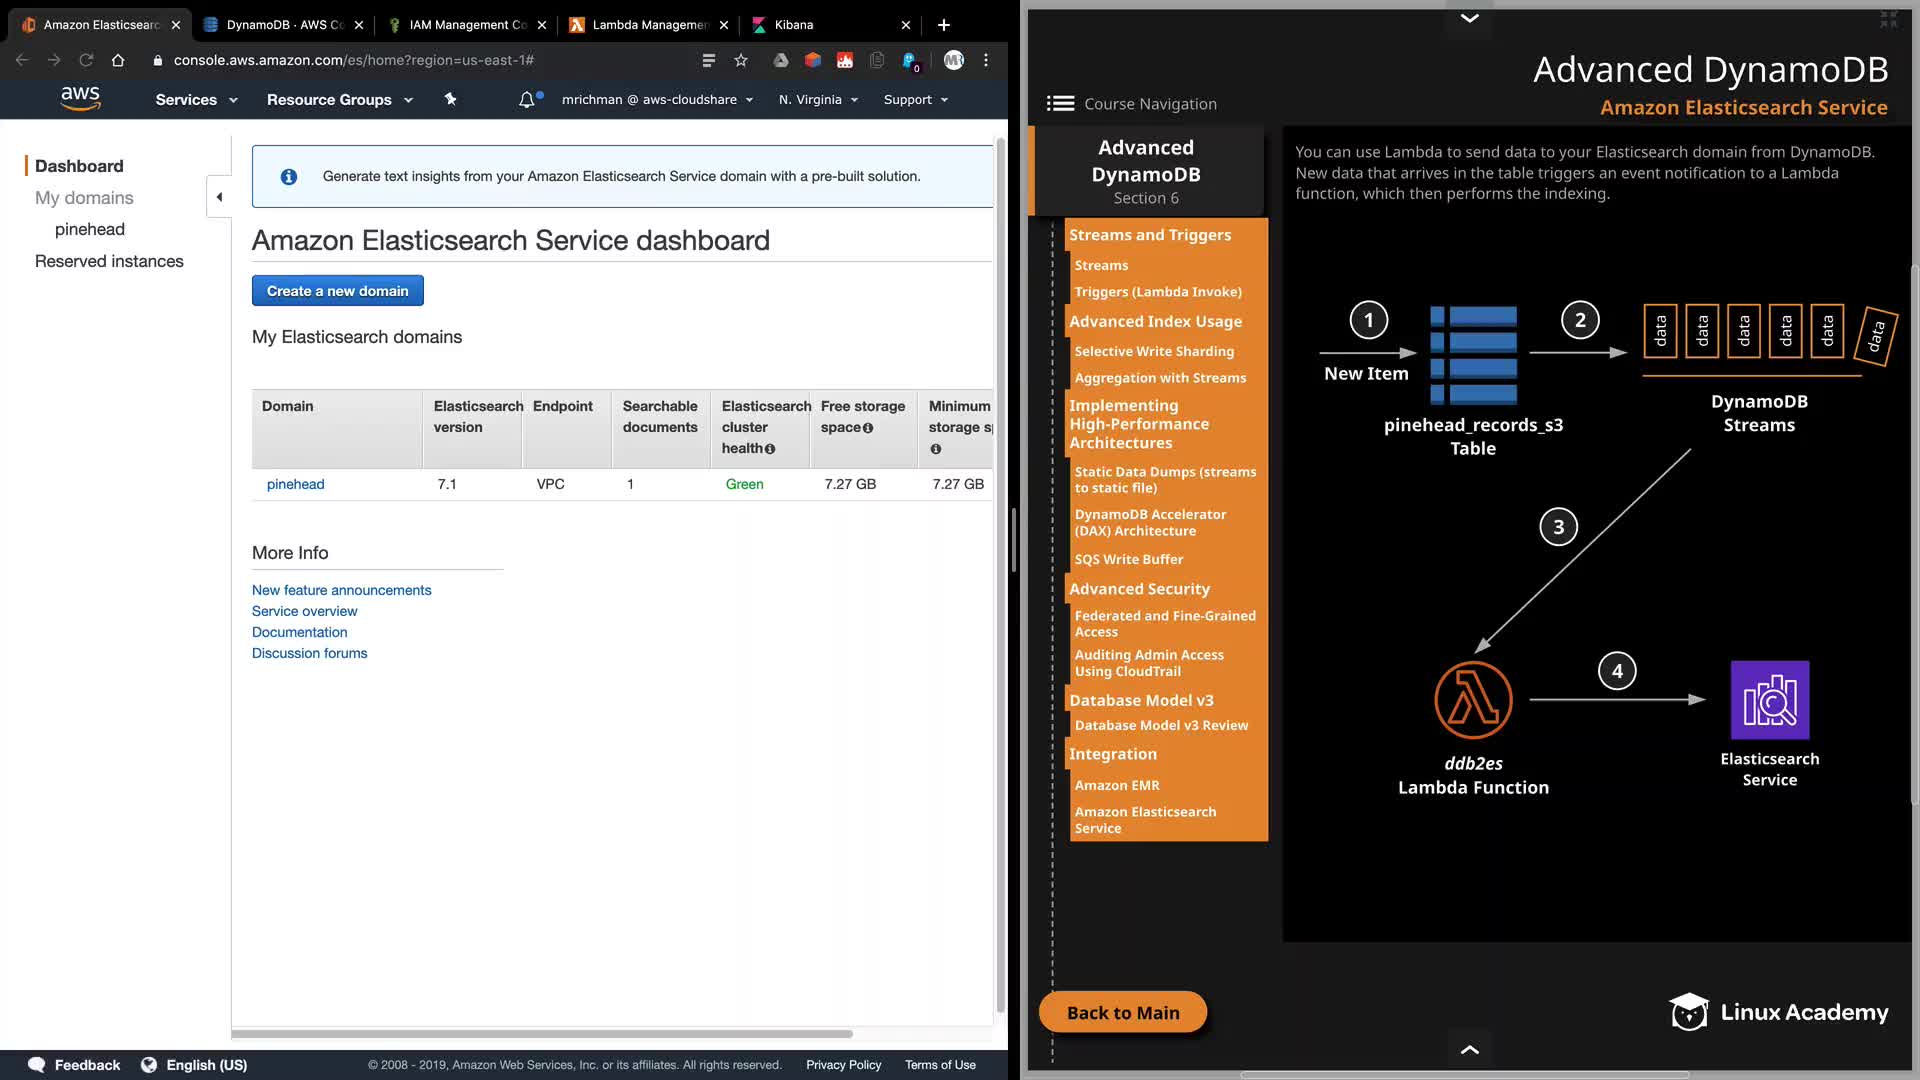 Amazon Elasticsearc
DynamoDB · AWS Co
IAM Management Co
Lambda Managemen
Kibana
console.aws.amazon.com/es/home?region=us-east-1#
0
MR
aws
Services
Resource Groups
mrichman @ aws-cloudshare
N. Virginia
Support
Dashboard
My domains
pinehead
Reserved instances
Generate text insights from your Amazon Elasticsearch Service domain with a pre-built solution.
Amazon Elasticsearch Service dashboard
Create a new domain
My Elasticsearch domains
Domain
Elasticsearch version
Endpoint
Searchable documents
Elasticsearch cluster health
Free storage space
Minimum storage s
pinehead 7.1 VPC 1 Green 7.27 GB 7.27 GB
More Info
New feature announcements
Service overview
Documentation
Discussion forums
Feedback
English (US)
© 2008 - 2019, Amazon Web Services, Inc. or its affiliates. All rights reserved.
Privacy Policy
Terms of Use
Advanced DynamoDB
Amazon Elasticsearch Service
Course Navigation
Advanced
DynamoDB
Section 6
Streams and Triggers
Streams
Triggers (Lambda Invoke)
Advanced Index Usage
Selective Write Sharding
Aggregation with Streams
Implementing
High-Performance
Architectures
Static Data Dumps (streams
to static file)
DynamoDB Accelerator
(DAX) Architecture
SQS Write Buffer
Advanced Security
Federated and Fine-Grained
Access
Auditing Admin Access
Using CloudTrail
Database Model v3
Database Model v3 Review
Integration
Amazon EMR
Amazon Elasticsearch
Service
Back to Main
You can use Lambda to send data to your Elasticsearch domain from DynamoDB.
New data that arrives in the table triggers an event notification to a Lambda
function, which then performs the indexing.
1
New Item
pinehead_records_s3
Table
2
data
data
data
data
data
data
DynamoDB
Streams
3
ddb2es
Lambda Function
4
Elasticsearch
Service
Linux Academy